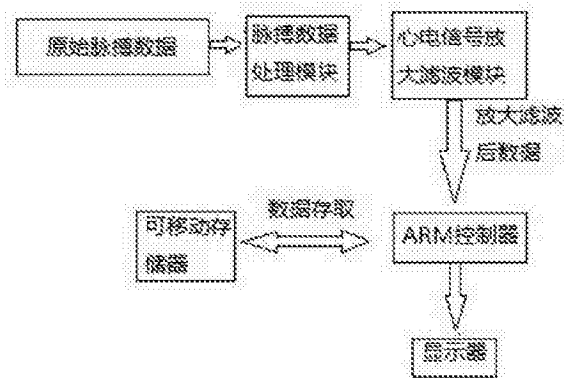 原始脉搏数据
脉搏数据
处理模块
心电信号放
大滤波模块
放大滤波
后数据
数据存取
可移动存
储器
ARM控制器
显示器